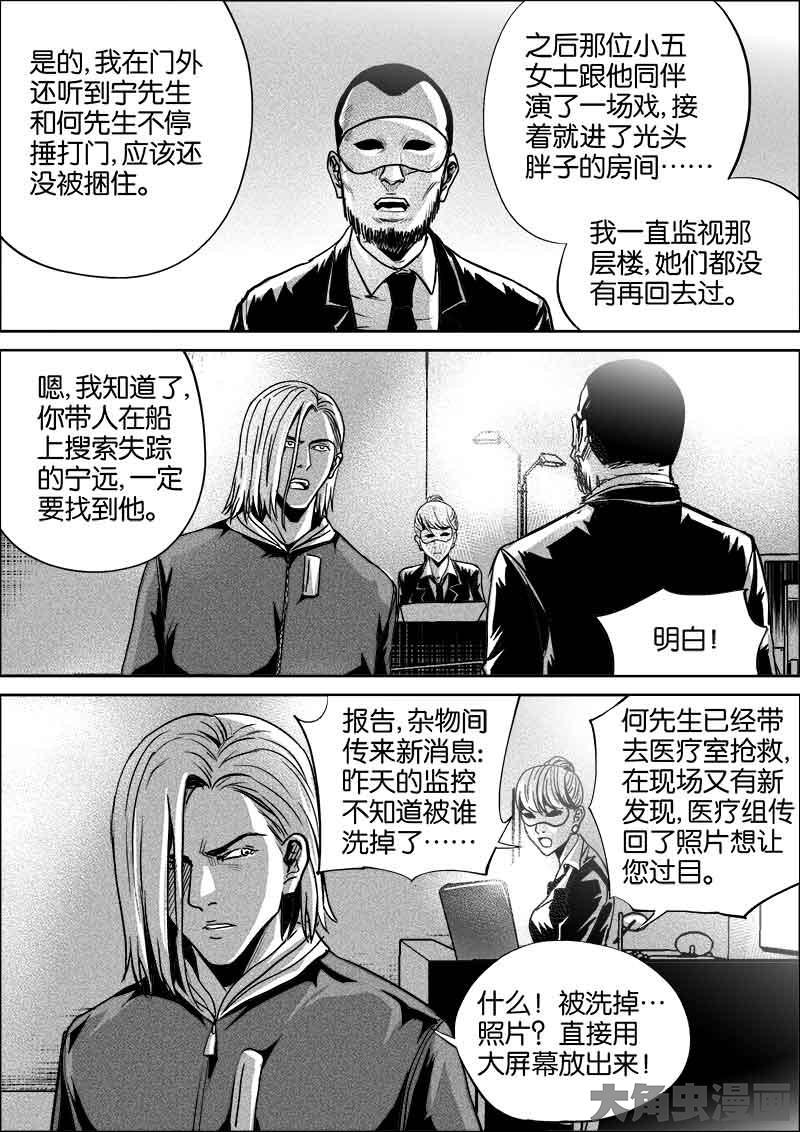 是的,我在门外
还听到宁先生
和何先生不停
捶打门,应该还
没被捆住。
之后那位小五
女士跟他同伴
演了一场戏,接
着就进了光头
胖子的房间……
我一直监视那
层楼,她们都没
有再回去过。
嗯,我知道了,
你带人在船
上搜索失踪
的宁远,一定
要找到他。
明白!
报告,杂物间
传来新消息:
昨天的监控
不知道被谁
洗掉了……
何先生已经带
去医疗室抢救,
在现场又有新
发现,医疗组传
回了照片想让
您过目。
什么!被洗掉…
照片?直接用
大屏幕放出来!
大角虫漫画